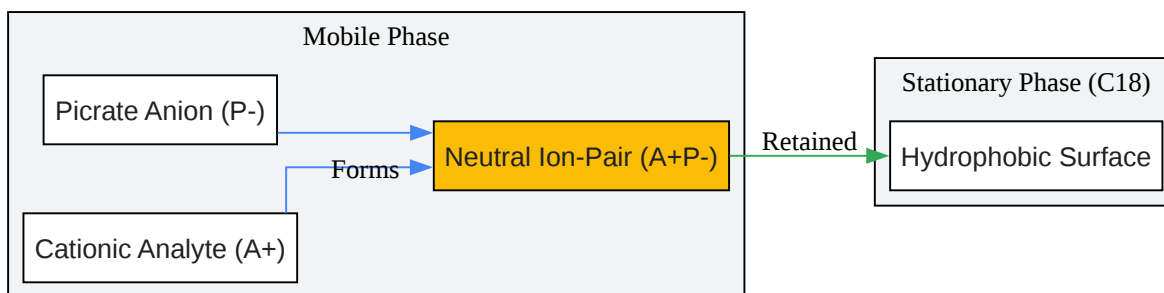 Mobile Phase
Picrate Anion (P-)
Forms
Cationic Analyte (A+)
Neutral Ion-Pair (A+P-)
Retained
Stationary Phase (C18)
Hydrophobic Surface